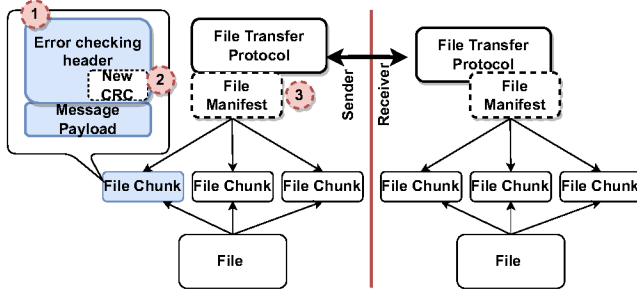 1
Error checking
header
New
CRC
2
Message
Payload
File Transfer
Protocol
File
Manifest
3
Sender
Receiver
File Transfer
Protocol
File
Manifest
File Chunk
File Chunk
File Chunk
File Chunk
File Chunk
File Chunk
File
File